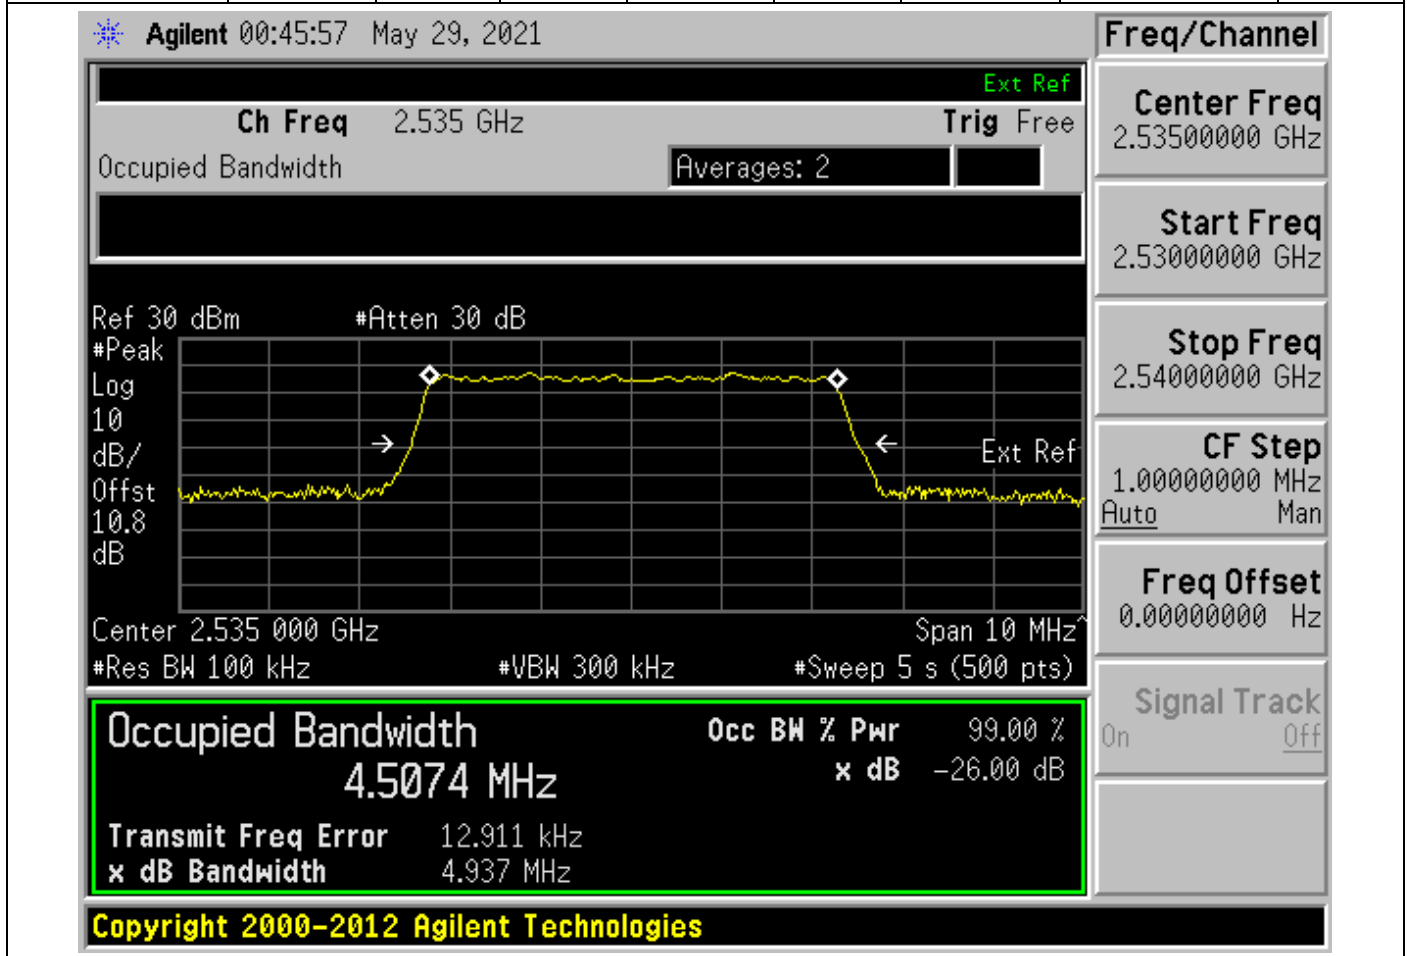 Agilent 00:45:57 May 29, 2021
Freq/Channel
Ext Ref
Ch Freq 2.535 GHz Trig Free
Occupied Bandwidth Averages: 2
Center Freq
2.53500000 GHz
Start Freq
2.53000000 GHz
Stop Freq
2.54000000 GHz
CF Step
1.00000000 MHz
Auto Man
Freq Offset
0.00000000 Hz
Signal Track
On Off
Ref 30 dBm #Atten 30 dB
#Peak
Log
10
dB/
Offst
10.8
dB
Ext Ref
Center 2.535 000 GHz Span 10 MHz^
#Res BW 100 kHz #VBW 300 kHz #Sweep 5 s (500 pts)
Occupied Bandwidth
4.5074 MHz
Occ BW % Pwr 99.00 %
x dB -26.00 dB
Transmit Freq Error 12.911 kHz
x dB Bandwidth 4.937 MHz
Copyright 2000-2012 Agilent Technologies